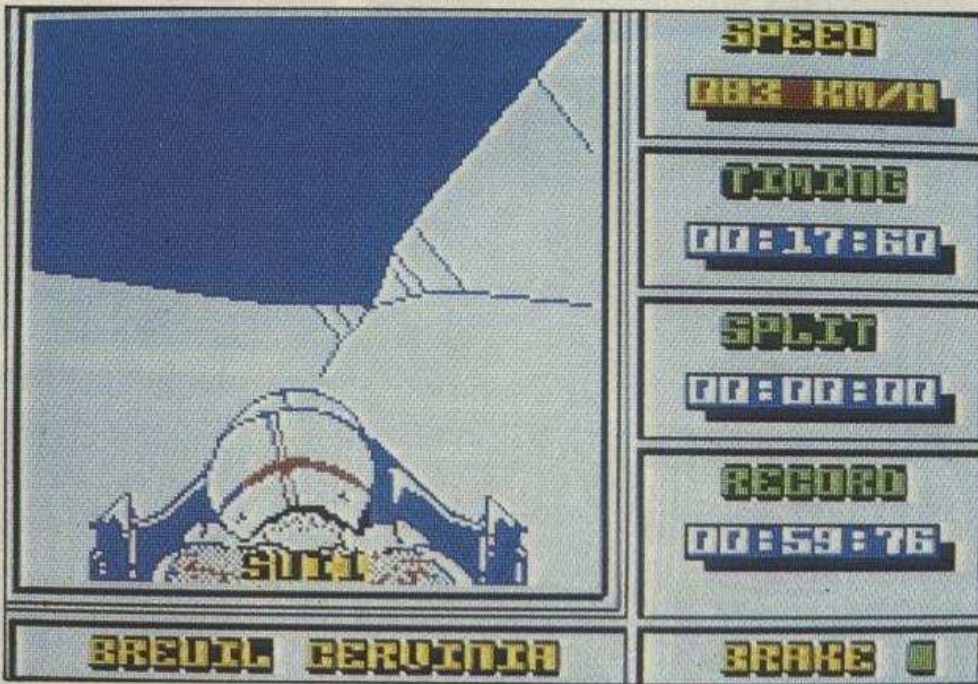 SPEED
083 KM/H
TIMING
00:17:60
SPLIT
00:00:00
RECORD
00:59:76
SUI1
BREUIL CERVINIA
BRAKE